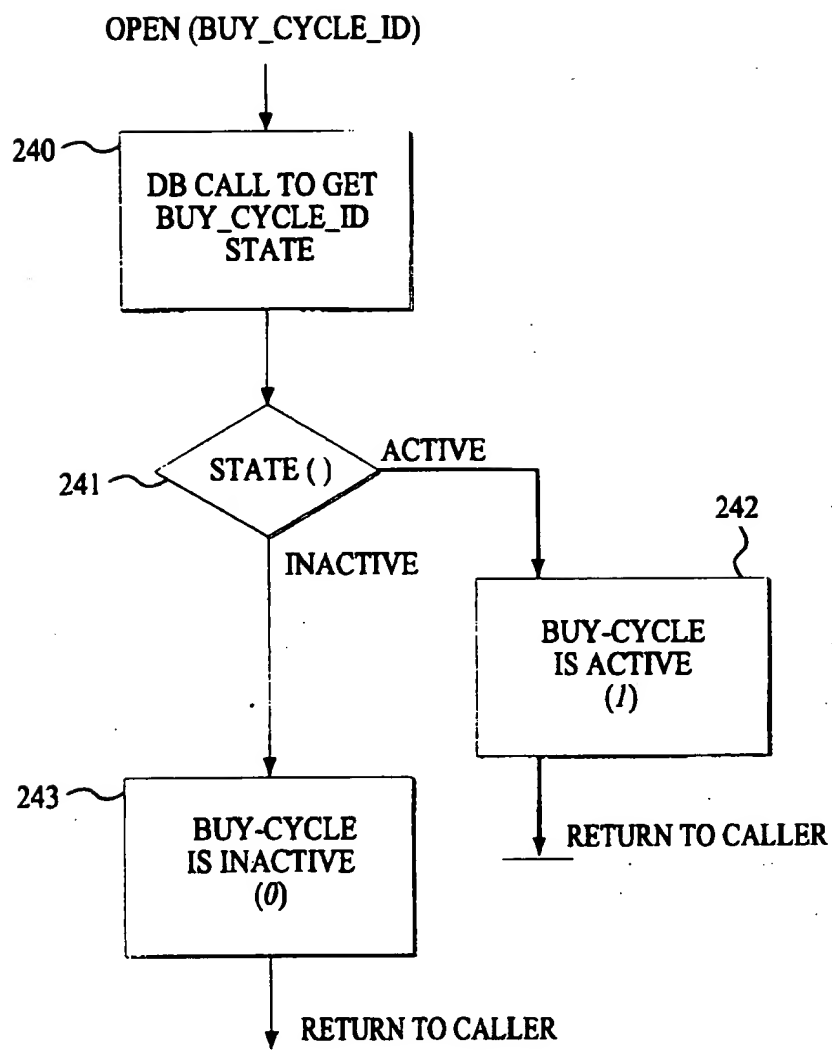 OPEN (BUY_CYCLE_ID)
240
DB CALL TO GET
BUY_CYCLE_ID
STATE
241
STATE ( )
ACTIVE
INACTIVE
242
BUY-CYCLE
IS ACTIVE
(1)
RETURN TO CALLER
243
BUY-CYCLE
IS INACTIVE
(0)
RETURN TO CALLER